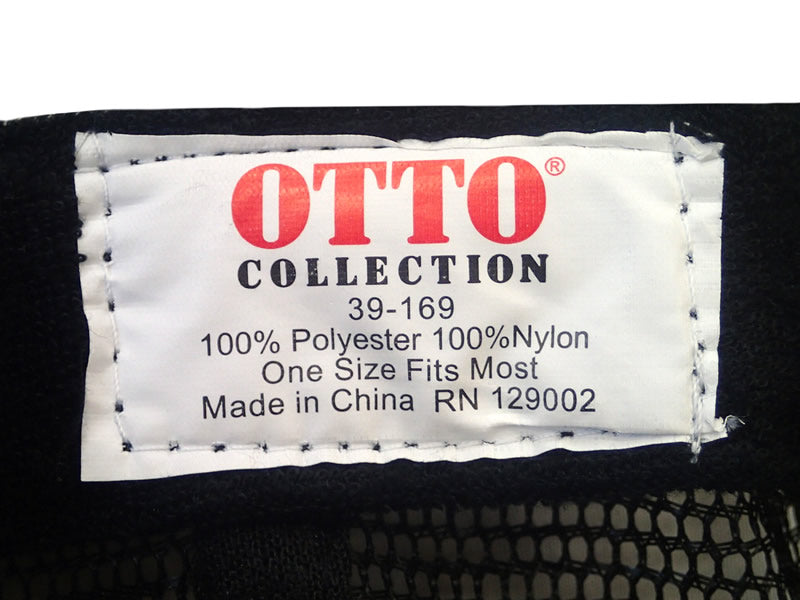 OTTO®
COLLECTION
39-169
100% Polyester 100%Nylon
One Size Fits Most
Made in China RN 129002